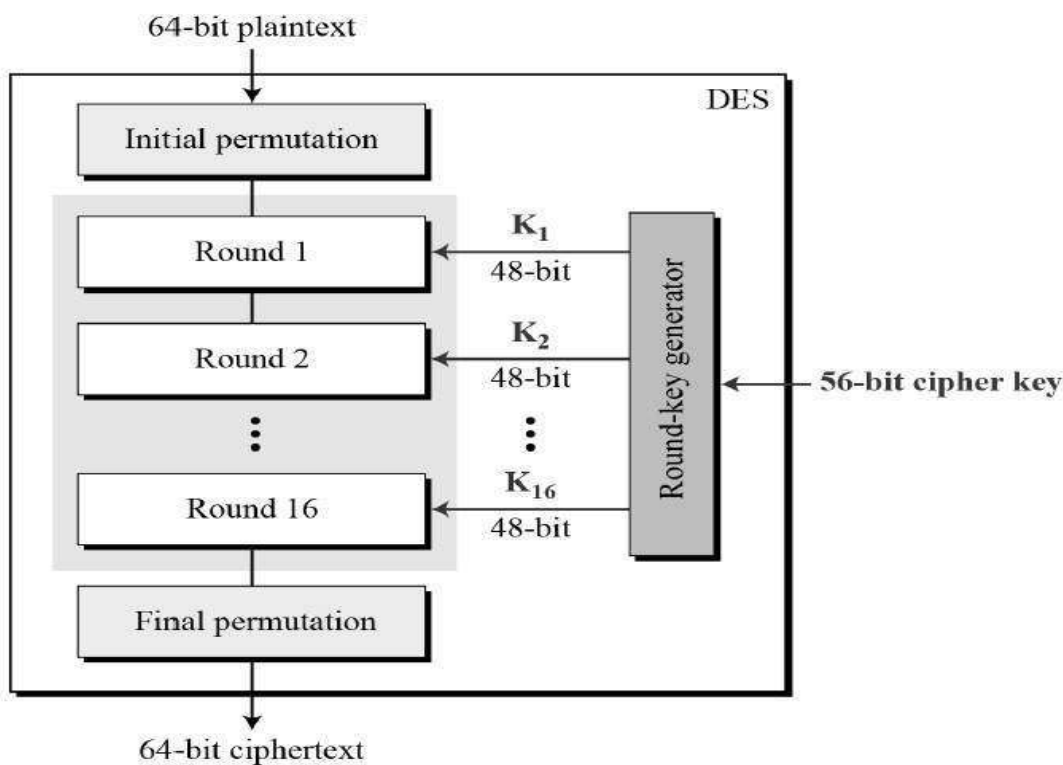 64-bit plaintext
DES
Initial permutation
Round 1
K₁
48-bit
Round 2
K₂
48-bit
Round-key generator
56-bit cipher key
Round 16
K₁₆
48-bit
Final permutation
64-bit ciphertext